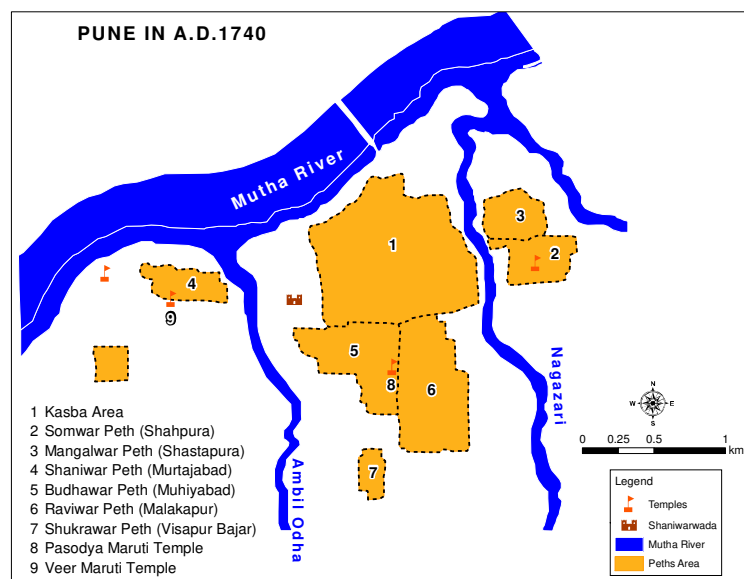 PUNE IN A.D.1740
Mutha River
3
1
2
4
9
5
8
6
7
Nagazari
Ambil Odha
1 Kasba Area
2 Somwar Peth (Shahpura)
3 Mangalwar Peth (Shastapura)
4 Shaniwar Peth (Murtajabad)
5 Budhawar Peth (Muhiyabad)
6 Raviwar Peth (Malakapur)
7 Shukrawar Peth (Visapur Bajar)
8 Pasodya Maruti Temple
9 Veer Maruti Temple
N
W E
S
0 0.25 0.5 1
km
Legend
Temples
Shaniwarwada
Mutha River
Peths Area